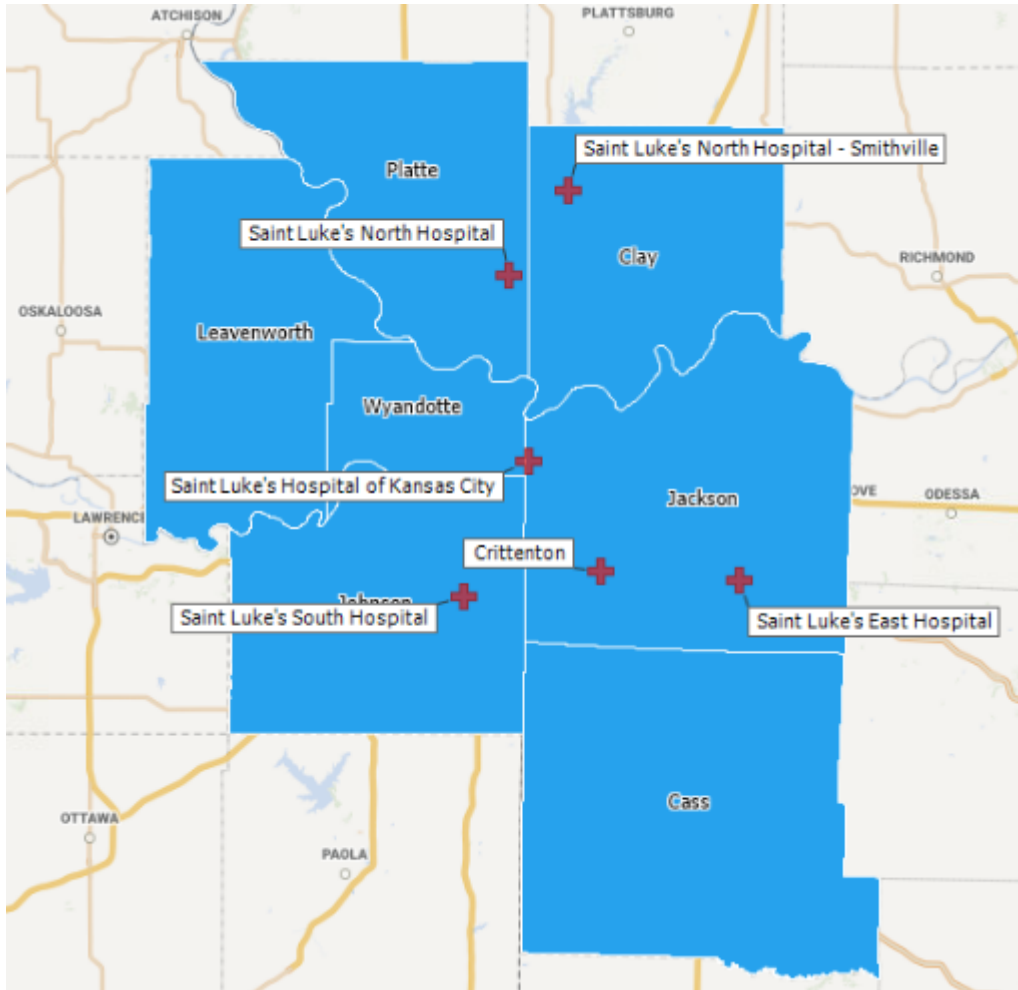 ATCHISON
PLATTSBURG
Saint Luke's North Hospital - Smithville
Platte
Saint Luke's North Hospital
Clay
RICHMOND
OSKALOOSA
Leavenworth
Wyandotte
Saint Luke's Hospital of Kansas City
Jackson
OVE
ODESSA
LAWRENC
Crittenton
Johnson
Saint Luke's South Hospital
Saint Luke's East Hospital
Cass
OTTAWA
PAOLA